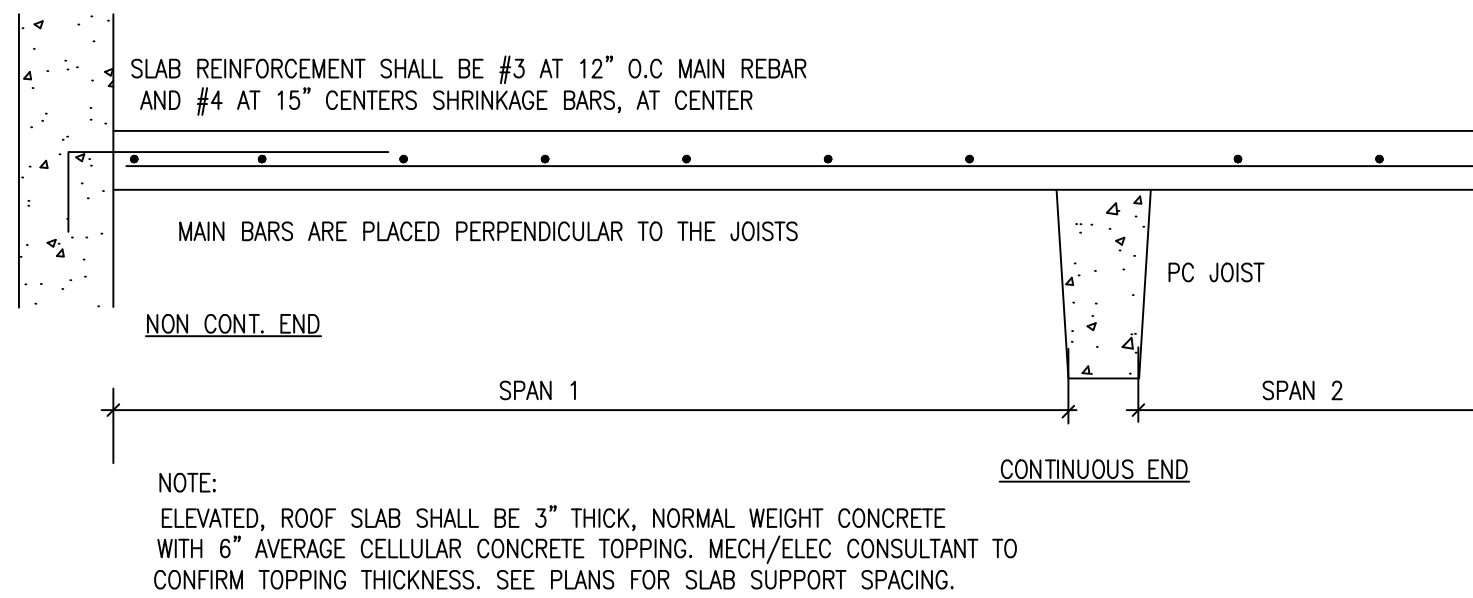 SLAB REINFORCEMENT SHALL BE #3 AT 12" O.C MAIN REBAR
AND #4 AT 15" CENTERS SHRINKAGE BARS, AT CENTER
MAIN BARS ARE PLACED PERPENDICULAR TO THE JOISTS
PC JOIST
NON CONT. END
SPAN 1
SPAN 2
CONTINUOUS END
NOTE:
ELEVATED, ROOF SLAB SHALL BE 3" THICK, NORMAL WEIGHT CONCRETE
WITH 6" AVERAGE CELLULAR CONCRETE TOPPING. MECH/ELEC CONSULTANT TO
CONFIRM TOPPING THICKNESS. SEE PLANS FOR SLAB SUPPORT SPACING.